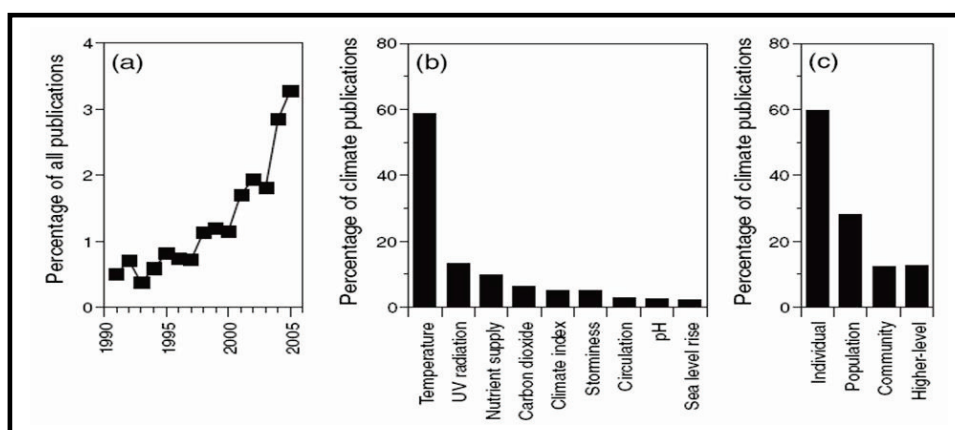 (a)
Percentage of all publications
4
3
2
1
0
1990
1995
2000
2005
(b)
Percentage of climate publications
80
60
40
20
0
Temperature
UV radiation
Nutrient supply
Carbon dioxide
Climate index
Storminess
Circulation
pH
Sea level rise
(c)
Percentage of climate publications
80
60
40
20
0
Individual
Population
Community
Higher-level